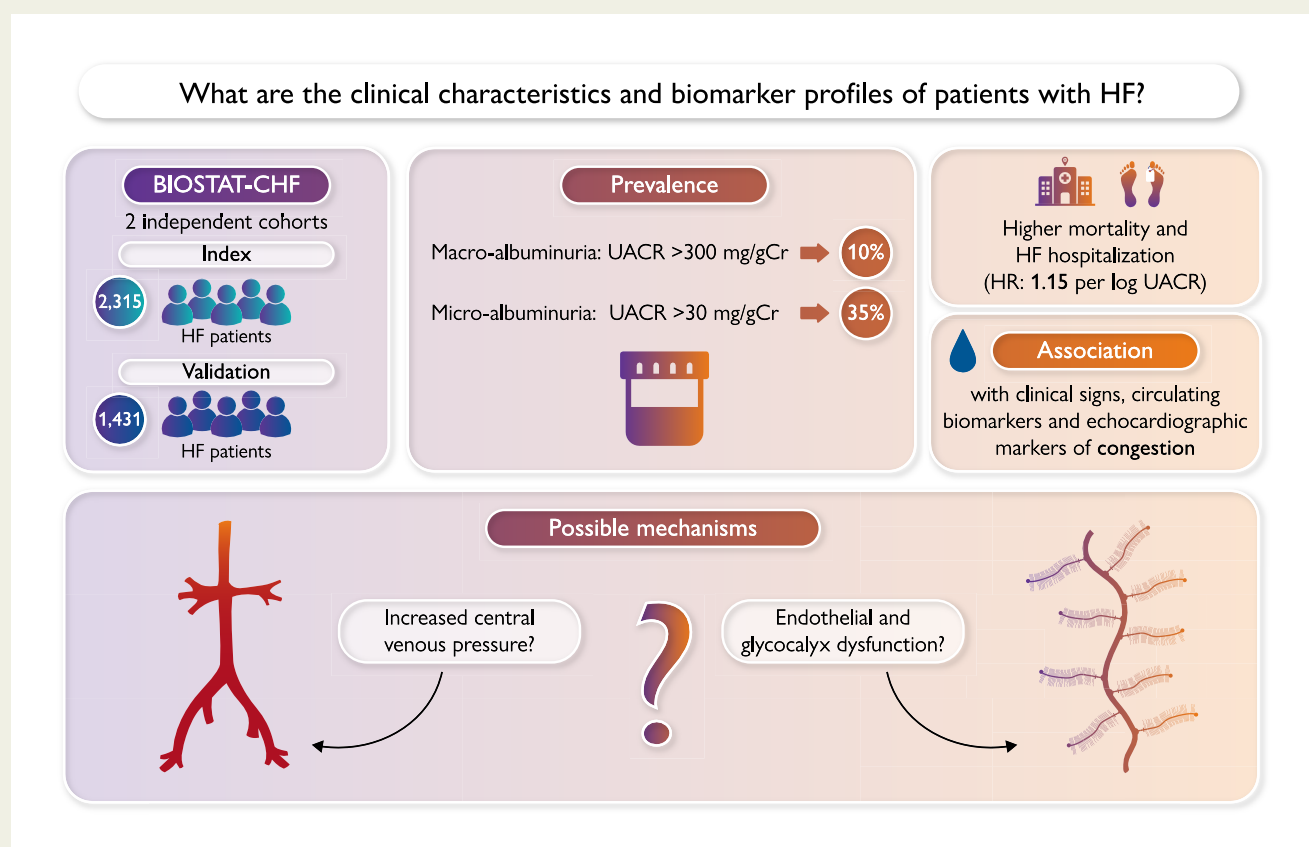 What are the clinical characteristics and biomarker profiles of patients with HF?
BIOSTAT-CHF
2 independent cohorts
Index
2,315
HF patients
Validation
1,431
HF patients
Prevalence
Macro-albuminuria: UACR >300 mg/gCr
10%
Micro-albuminuria: UACR >30 mg/gCr
35%
Higher mortality and
HF hospitalization
(HR: 1.15 per log UACR)
Association
with clinical signs, circulating
biomarkers and echocardiographic
markers of congestion
Possible mechanisms
Increased central
venous pressure?
?
Endothelial and
glycocalyx dysfunction?